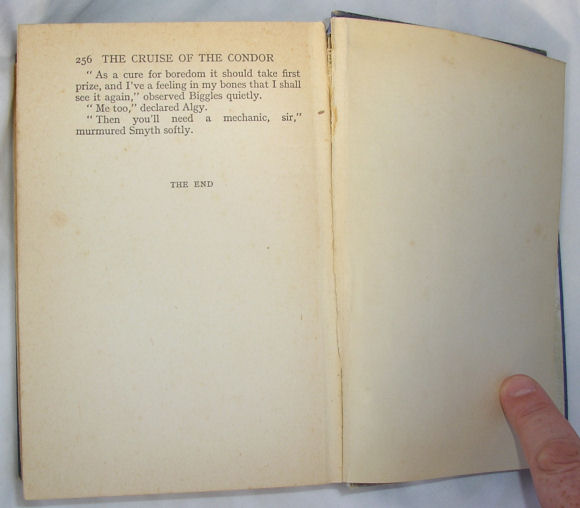 256 THE CRUISE OF THE CONDOR
" As a cure for boredom it should take first
prize, and I've a feeling in my bones that I shall
see it again," observed Biggles quietly.
" Me too," declared Algy.
" Then you'll need a mechanic, sir,"
murmured Smyth softly.
THE END